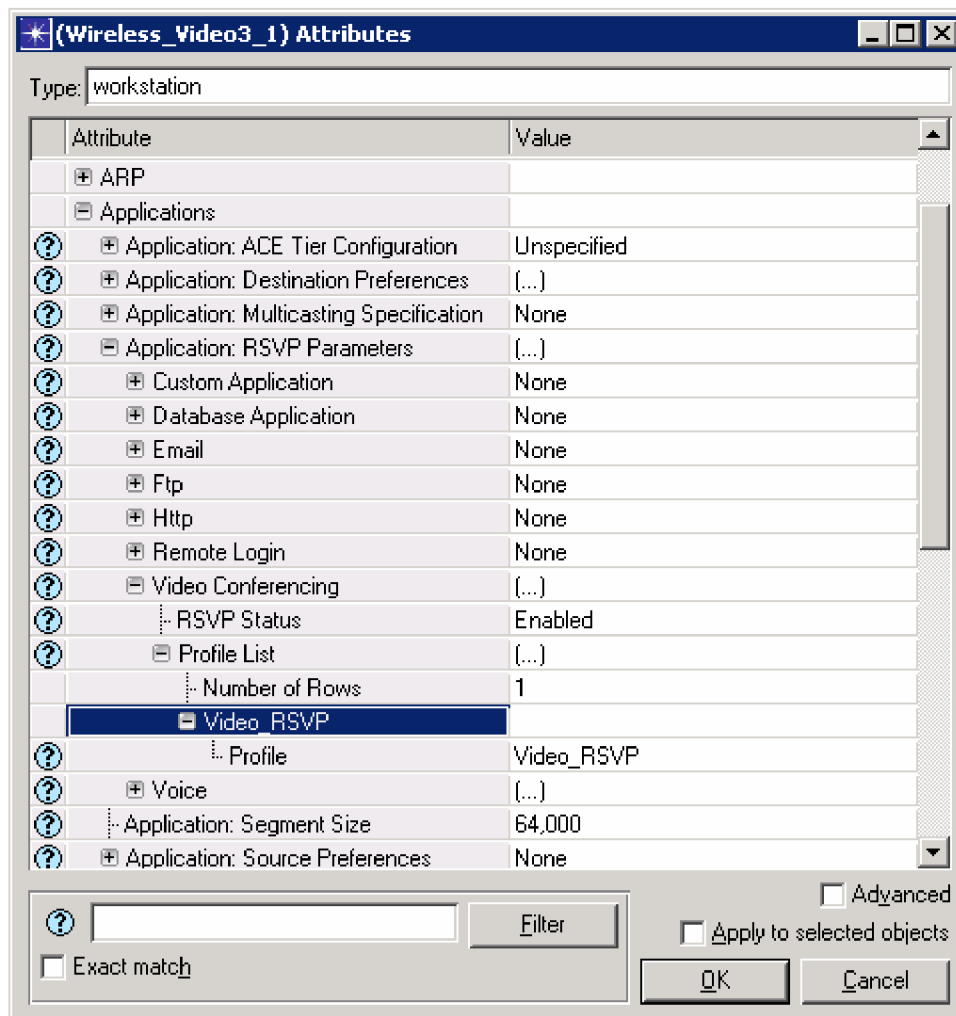 (Wireless_Video3_1) Attributes
Type: workstation
Attribute Value
ARP
Applications
Application: ACE Tier Configuration Unspecified
Application: Destination Preferences (...)
Application: Multicasting Specification None
Application: RSVP Parameters (...)
Custom Application None
Database Application None
Email None
Ftp None
Http None
Remote Login None
Video Conferencing (...)
RSVP Status Enabled
Profile List (...)
Number of Rows 1
Video_RSVP
Profile Video_RSVP
Voice (...)
Application: Segment Size 64,000
Application: Source Preferences None
Advanced
Filter
Apply to selected objects
Exact match
OK Cancel